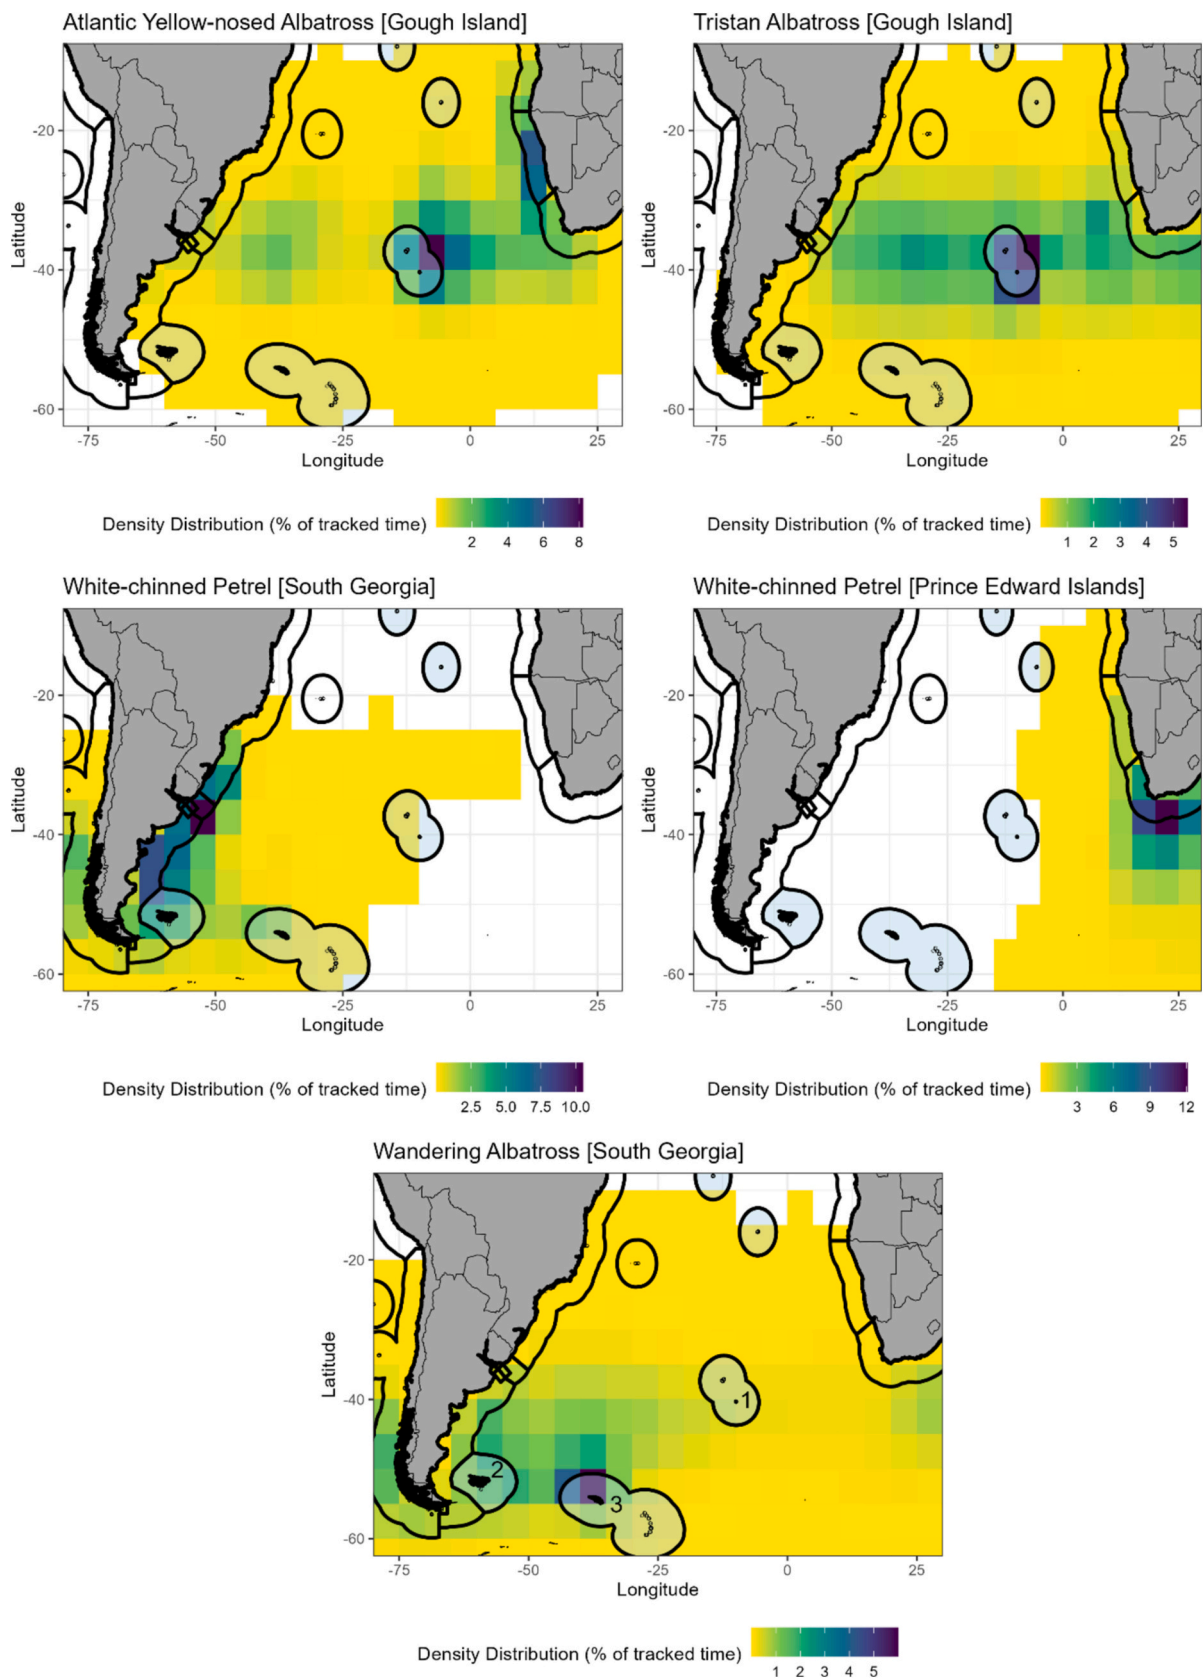 Atlantic Yellow-nosed Albatross [Gough Island]
Latitude
-20
-40
-60
-75
-50
-25
0
25
Longitude
Density Distribution (% of tracked time)
2 4 6 8
Tristan Albatross [Gough Island]
Latitude
-20
-40
-60
-75
-50
-25
0
25
Longitude
Density Distribution (% of tracked time)
1 2 3 4 5
White-chinned Petrel [South Georgia]
Latitude
-20
-40
-60
-75
-50
-25
0
25
Longitude
Density Distribution (% of tracked time)
2.5 5.0 7.5 10.0
White-chinned Petrel [Prince Edward Islands]
Latitude
-20
-40
-60
-75
-50
-25
0
25
Longitude
Density Distribution (% of tracked time)
3 6 9 12
Wandering Albatross [South Georgia]
Latitude
-20
-40
-60
1
2
3
-75
-50
-25
0
25
Longitude
Density Distribution (% of tracked time)
1 2 3 4 5